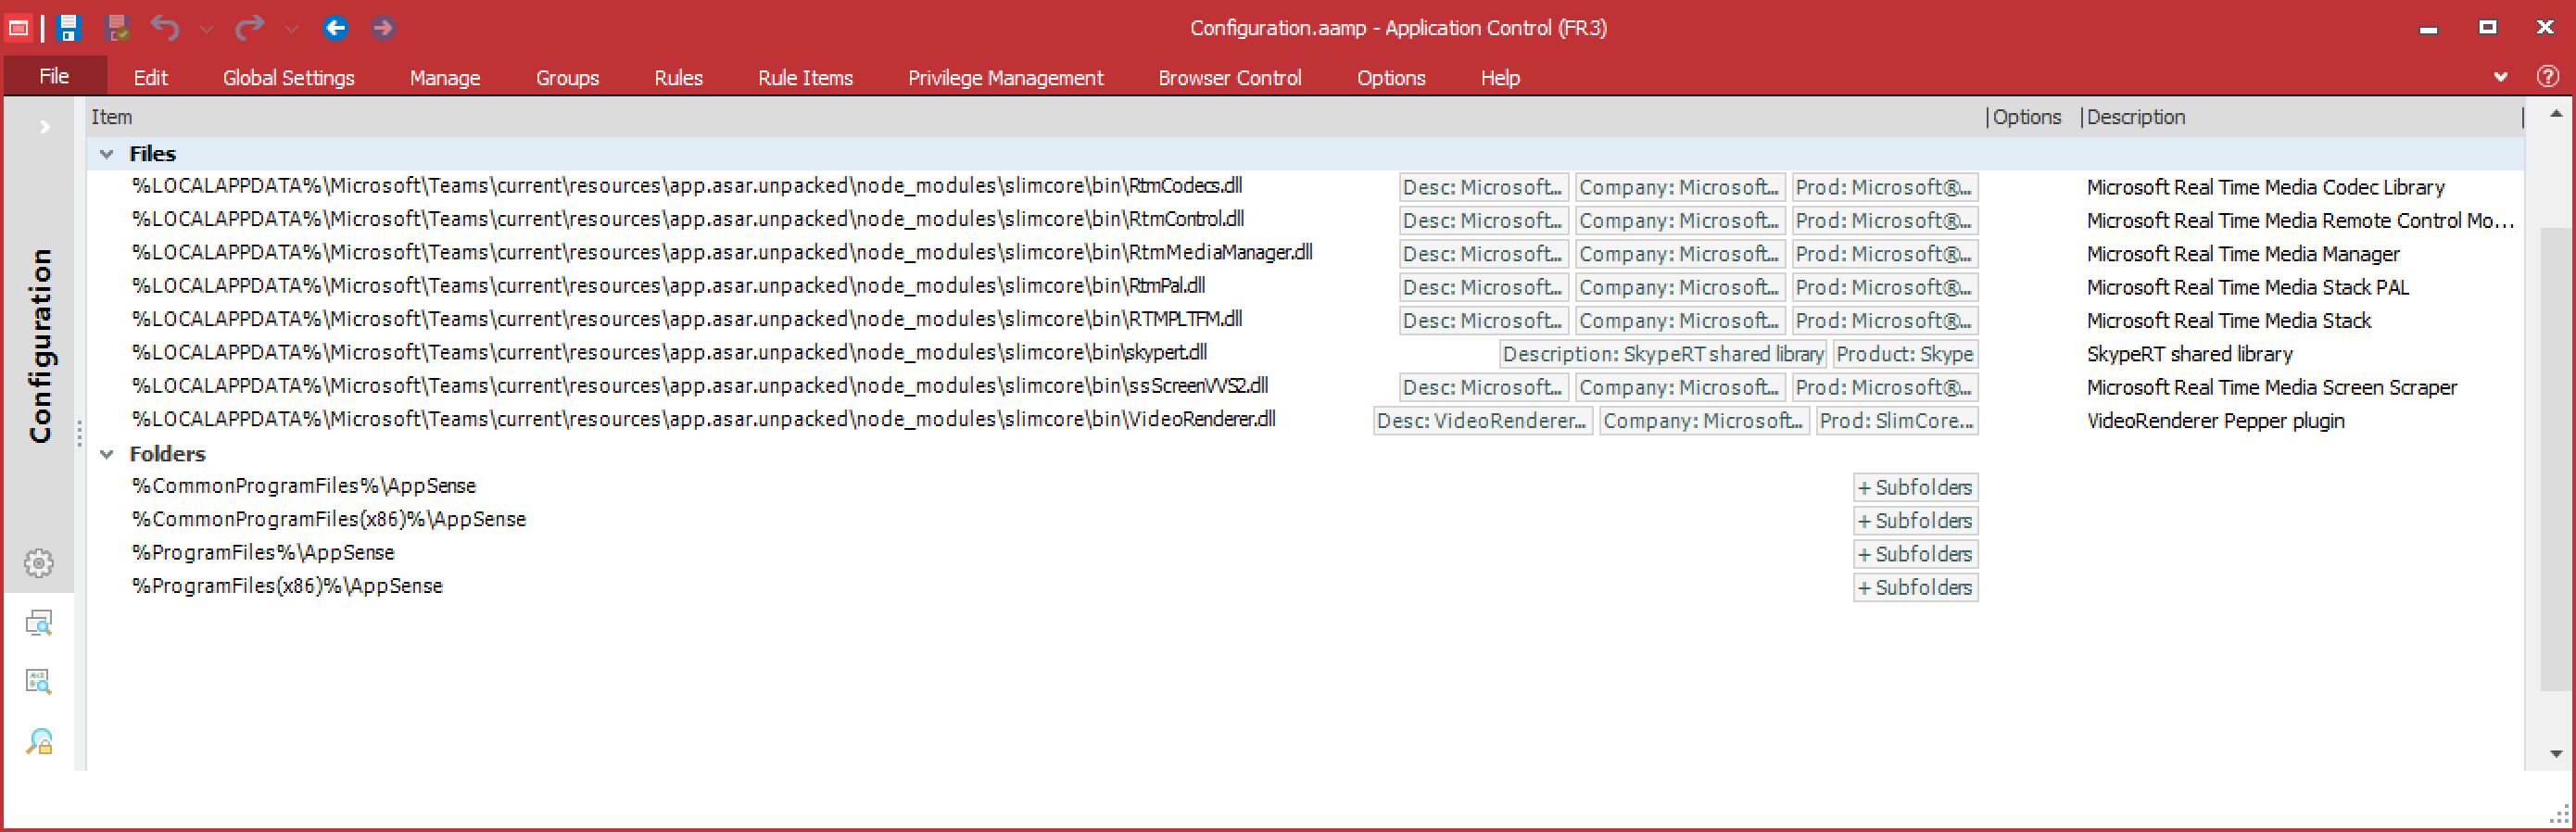 Configuration.aamp - Application Control (FR3)
File Edit Global Settings Manage Groups Rules Rule Items Privilege Management Browser Control Options Help
Item Options Description
Files
%LOCALAPPDATA%\Microsoft\Teams\current\resources\app.asar.unpacked\node_modules\slimcore\bin\RtmCodecs.dll Desc: Microsoft... Company: Microsoft... Prod: Microsoft®... Microsoft Real Time Media Codec Library
%LOCALAPPDATA%\Microsoft\Teams\current\resources\app.asar.unpacked\node_modules\slimcore\bin\RtmControl.dll Desc: Microsoft... Company: Microsoft... Prod: Microsoft®... Microsoft Real Time Media Remote Control Mo...
%LOCALAPPDATA%\Microsoft\Teams\current\resources\app.asar.unpacked\node_modules\slimcore\bin\RtmMediaManager.dll Desc: Microsoft... Company: Microsoft... Prod: Microsoft®... Microsoft Real Time Media Manager
%LOCALAPPDATA%\Microsoft\Teams\current\resources\app.asar.unpacked\node_modules\slimcore\bin\RtmPal.dll Desc: Microsoft... Company: Microsoft... Prod: Microsoft®... Microsoft Real Time Media Stack PAL
%LOCALAPPDATA%\Microsoft\Teams\current\resources\app.asar.unpacked\node_modules\slimcore\bin\RTMPLTFM.dll Desc: Microsoft... Company: Microsoft... Prod: Microsoft®... Microsoft Real Time Media Stack
%LOCALAPPDATA%\Microsoft\Teams\current\resources\app.asar.unpacked\node_modules\slimcore\bin\skypert.dll Description: SkypeRT shared library Product: Skype SkypeRT shared library
%LOCALAPPDATA%\Microsoft\Teams\current\resources\app.asar.unpacked\node_modules\slimcore\bin\ssScreenVVS2.dll Desc: Microsoft... Company: Microsoft... Prod: Microsoft®... Microsoft Real Time Media Screen Scraper
%LOCALAPPDATA%\Microsoft\Teams\current\resources\app.asar.unpacked\node_modules\slimcore\bin\VideoRenderer.dll Desc: VideoRenderer... Company: Microsoft... Prod: SlimCore... VideoRenderer Pepper plugin
Folders
%CommonProgramFiles%\AppSense + Subfolders
%CommonProgramFiles(x86)%\AppSense + Subfolders
%ProgramFiles%\AppSense + Subfolders
%ProgramFiles(x86)%\AppSense + Subfolders
Configuration